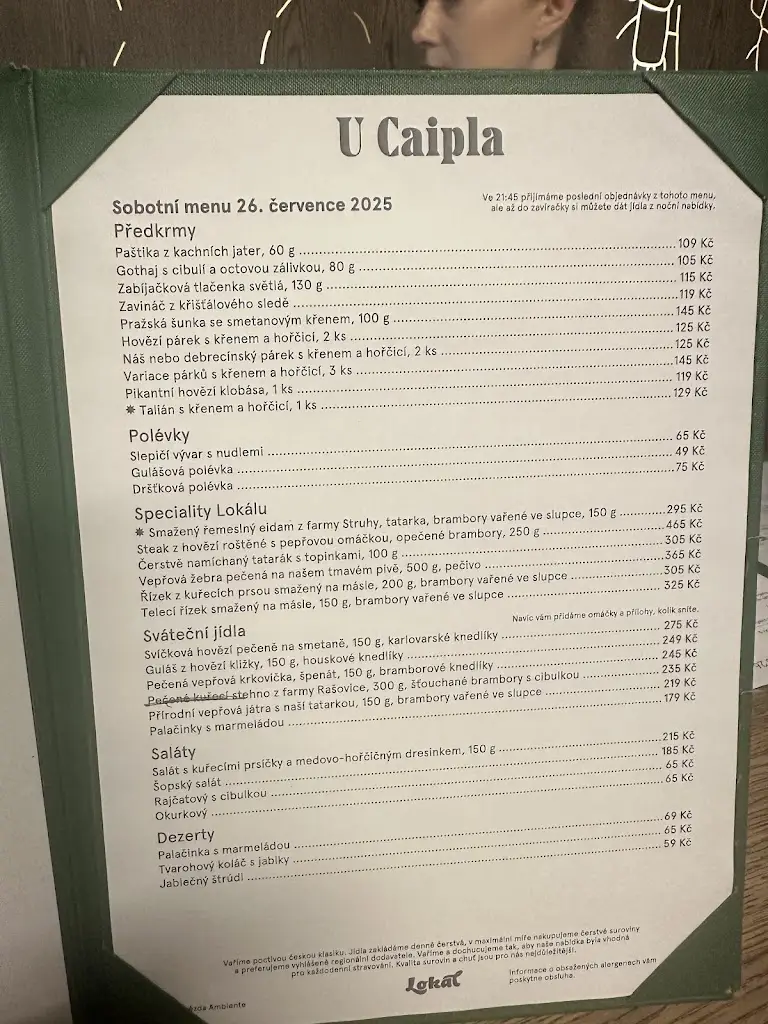 U Caipla
Sobotní menu 26. července 2025
Ve 21:45 přijímáme poslední objednávky z tohoto menu,
ale až do zavíračky si můžete dát jídla z noční nabídky.
Předkrmy
Paštika z kachních jater, 60 g 109 Kč
Gothaj s cibulí a octovou zálivkou, 80 g 105 Kč
Zabíjačková tlačenka světlá, 130 g 115 Kč
Zavináč z křišťálového sledě 119 Kč
Pražská šunka se smetanovým křenem, 100 g 145 Kč
Hovězí párek s křenem a hořčicí, 2 ks 125 Kč
Náš nebo debrecínský párek s křenem a hořčicí, 2 ks 125 Kč
Variace párků s křenem a hořčicí, 3 ks 145 Kč
Pikantní hovězí klobása, 1 ks 119 Kč
✸ Talián s křenem a hořčicí, 1 ks 129 Kč
Polévky
Slepičí vývar s nudlemi 65 Kč
Gulášová polévka 49 Kč
Dršťková polévka 75 Kč
Speciality Lokálu
✸ Smažený řemeslný eidam z farmy Struhy, tatarka, brambory vařené ve slupce, 150 g 295 Kč
Steak z hovězí roštěné s pepřovou omáčkou, opečené brambory, 250 g 465 Kč
Čerstvě namíchaný tatarák s topinkami, 100 g 305 Kč
Vepřová žebra pečená na našem tmavém pivě, 500 g, pečivo 365 Kč
Řízek z kuřecích prsou smažený na másle, 200 g, brambory vařené ve slupce 305 Kč
Telecí řízek smažený na másle, 150 g, brambory vařené ve slupce 325 Kč
Sváteční jídla
Navíc vám přidáme omáčky a přílohy, kolik sníte.
Svíčková hovězí pečeně na smetaně, 150 g, karlovarské knedlíky 275 Kč
Guláš z hovězí kližky, 150 g, houskové knedlíky 249 Kč
Pečená vepřová krkovička, špenát, 150 g, bramborové knedlíky 245 Kč
Pečené kuřecí stehno z farmy Rašovice, 300 g, šťouchané brambory s cibulkou 235 Kč
Přírodní vepřová játra s naší tatarkou, 150 g, brambory vařené ve slupce 219 Kč
Palačinky s marmeládou 179 Kč
Saláty
Salát s kuřecími prsíčky a medovo-hořčičným dresinkem, 150 g 215 Kč
Šopský salát 185 Kč
Rajčatový s cibulkou 65 Kč
Okurkový 65 Kč
Dezerty
Palačinka s marmeládou 69 Kč
Tvarohový koláč s jablky 65 Kč
Jablečný štrúdl 59 Kč
Vaříme poctivou českou klasiku. Jídla zakládáme denně čerstvá, v maximální míře nakupujeme čerstvé suroviny
a preferujeme vyhlášené regionální dodavatele. Vaříme a dochucujeme tak, aby naše nabídka byla vhodná
pro každodenní stravování. Kvalita surovin a chuť jsou pro nás nejdůležitější.
Lokál
Informace o obsažených alergenech vám
poskytne obsluha.
Ambiente